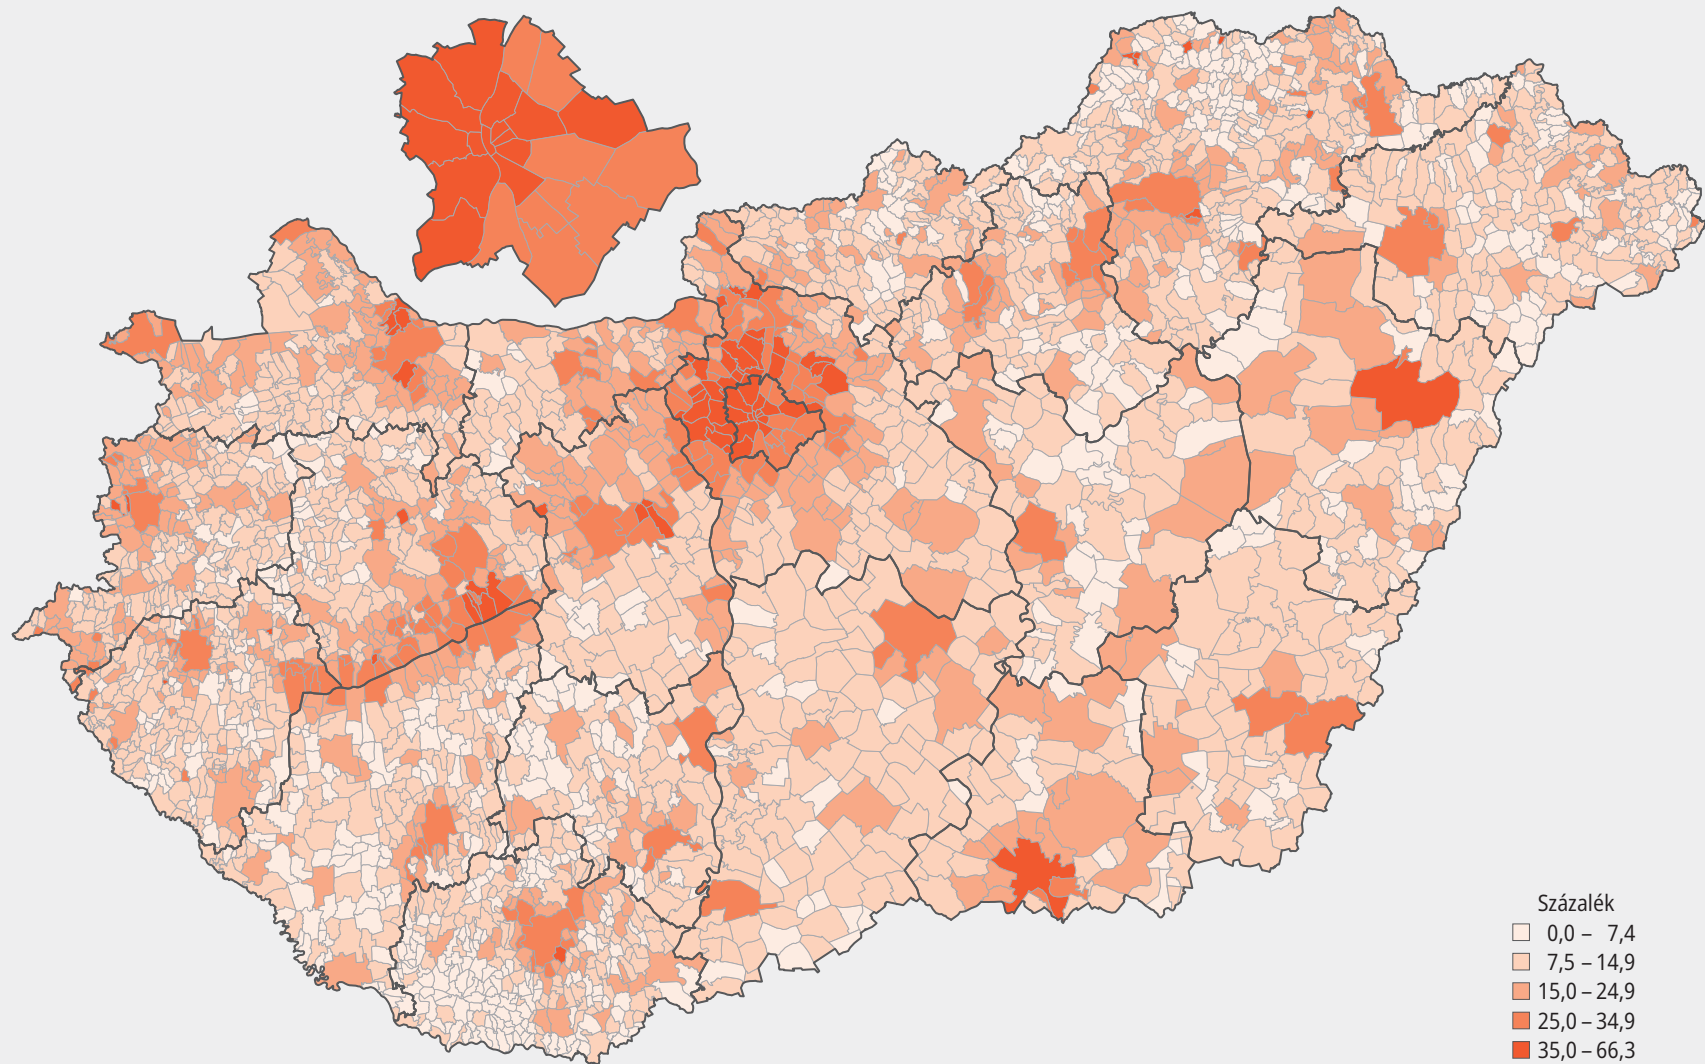 Százalék
0,0 – 7,4
7,5 – 14,9
15,0 – 24,9
25,0 – 34,9
35,0 – 66,3